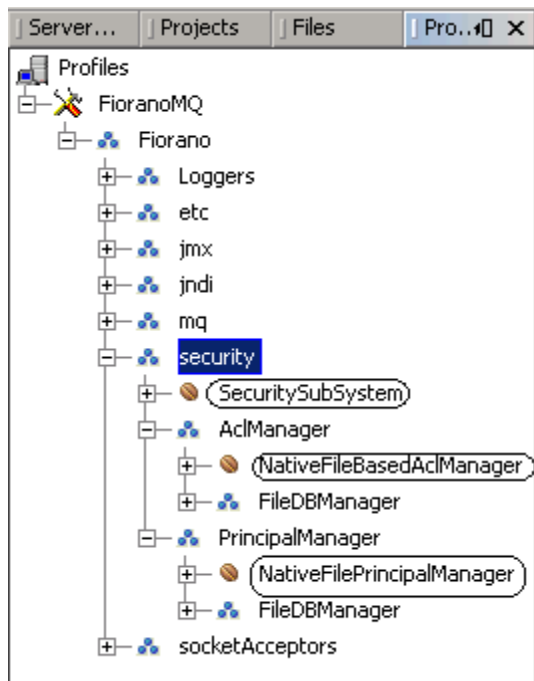 Server... Projects Files Pro...
Profiles
FioranoMQ
Fiorano
Loggers
etc
jmx
jndi
mq
security
SecuritySubSystem
AclManager
NativeFileBasedAclManager
FileDBManager
PrincipalManager
NativeFilePrincipalManager
FileDBManager
socketAcceptors